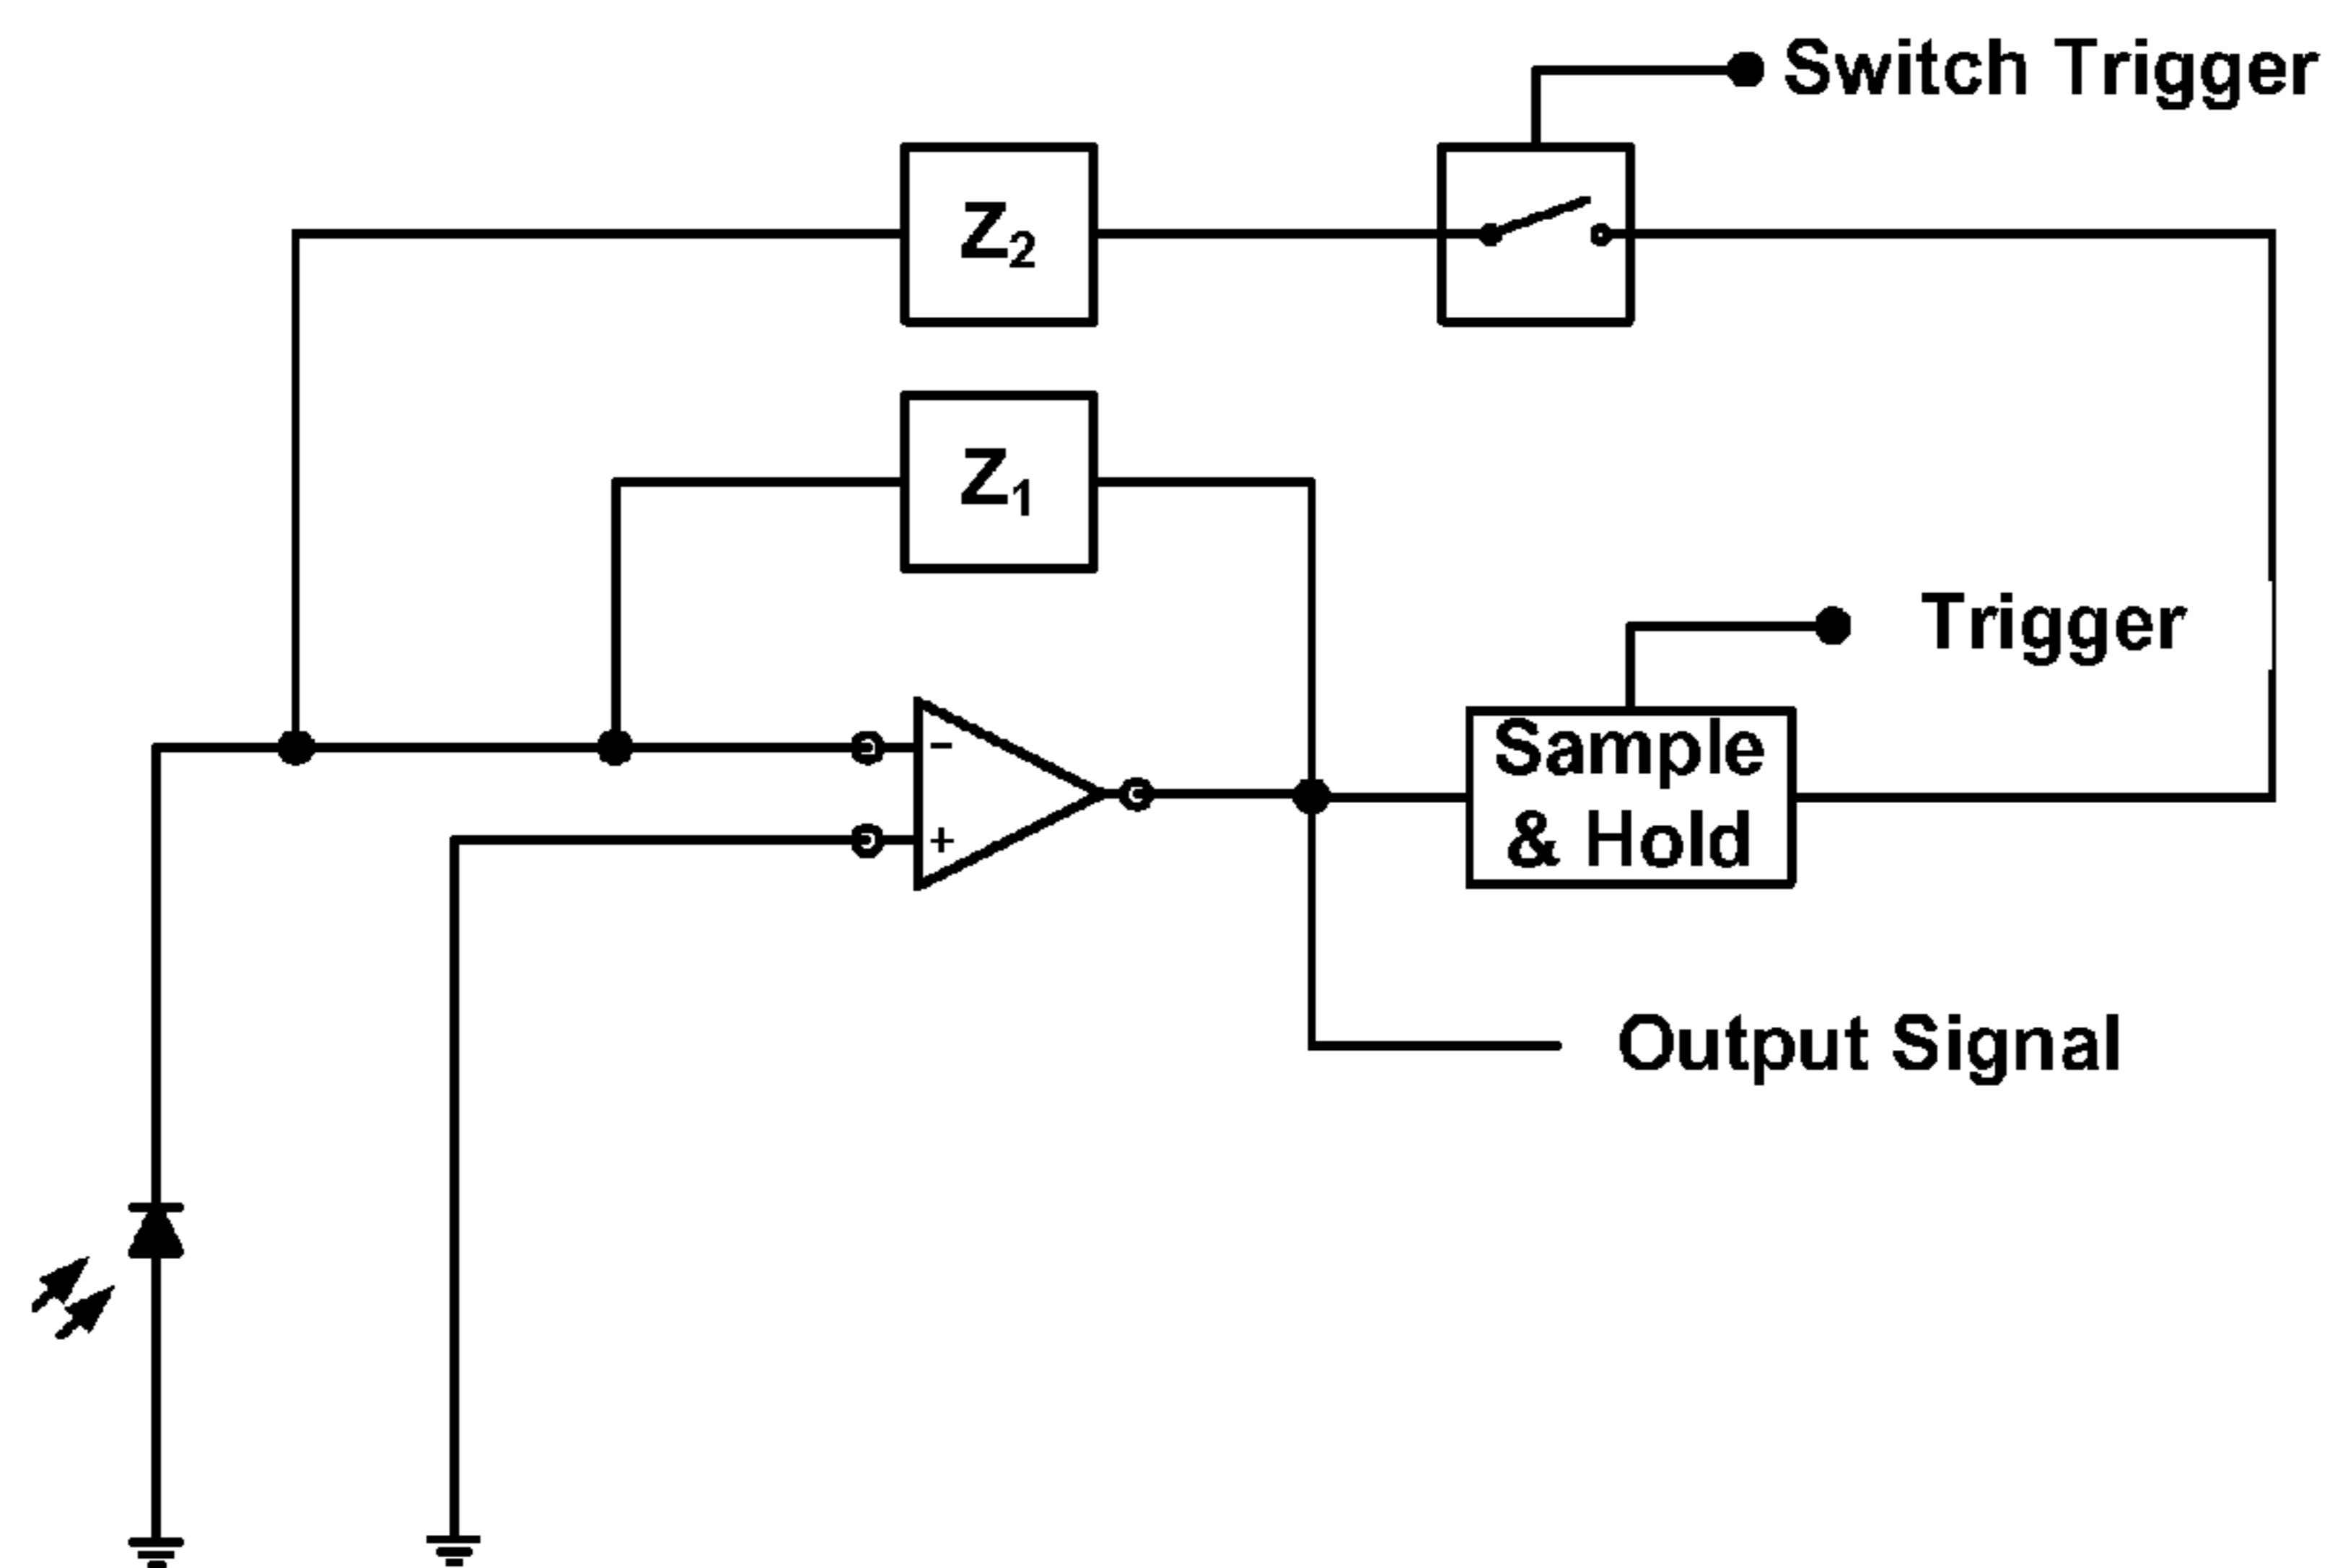 Switch Trigger
Z₂
Z₁
Trigger
-
+
Sample
& Hold
Output Signal